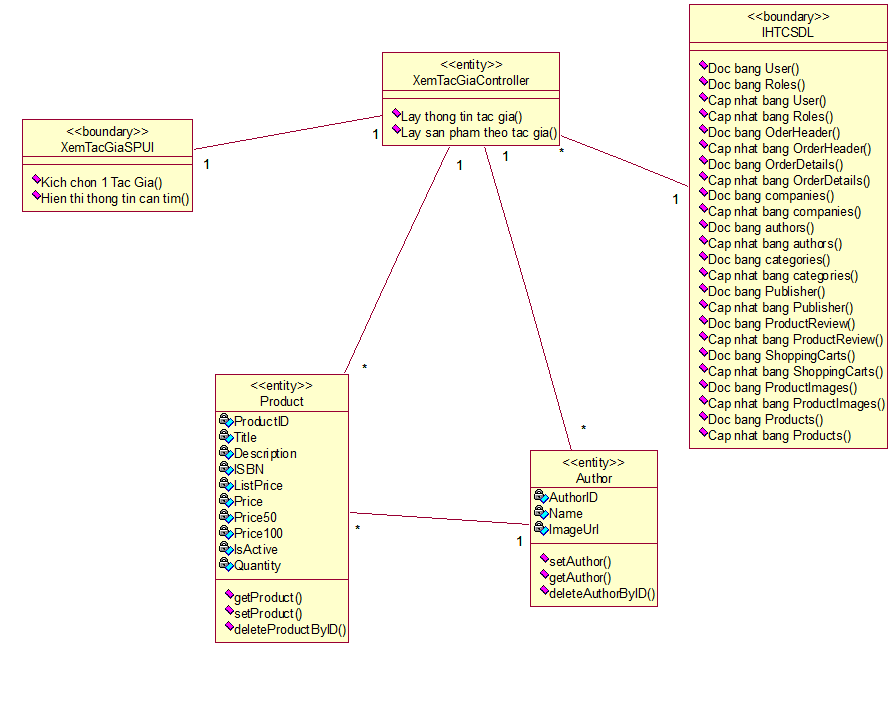 <<boundary>>
XemTacGiaSPUI
Kich chon 1 Tac Gia()
Hien thi thong tin can tim()
1
1
<<entity>>
XemTacGiaController
Lay thong tin tac gia()
Lay san pham theo tac gia()
1
1
*
1
<<boundary>>
IHTCSDL
Doc bang User()
Doc bang Roles()
Cap nhat bang User()
Cap nhat bang Roles()
Doc bang OderHeader()
Cap nhat bang OrderHeader()
Doc bang OrderDetails()
Cap nhat bang OrderDetails()
Doc bang companies()
Cap nhat bang companies()
Doc bang authors()
Cap nhat bang authors()
Doc bang categories()
Cap nhat bang categories()
Doc bang Publisher()
Cap nhat bang Publisher()
Doc bang ProductReview()
Cap nhat bang ProductReview()
Doc bang ShoppingCarts()
Cap nhat bang ShoppingCarts()
Doc bang ProductImages()
Cap nhat bang ProductImages()
Doc bang Products()
Cap nhat bang Products()
*
<<entity>>
Product
ProductID
Title
Description
ISBN
ListPrice
Price
Price50
Price100
IsActive
Quantity
getProduct()
setProduct()
deleteProductByID()
*
1
*
<<entity>>
Author
AuthorID
Name
ImageUrl
setAuthor()
getAuthor()
deleteAuthorByID()